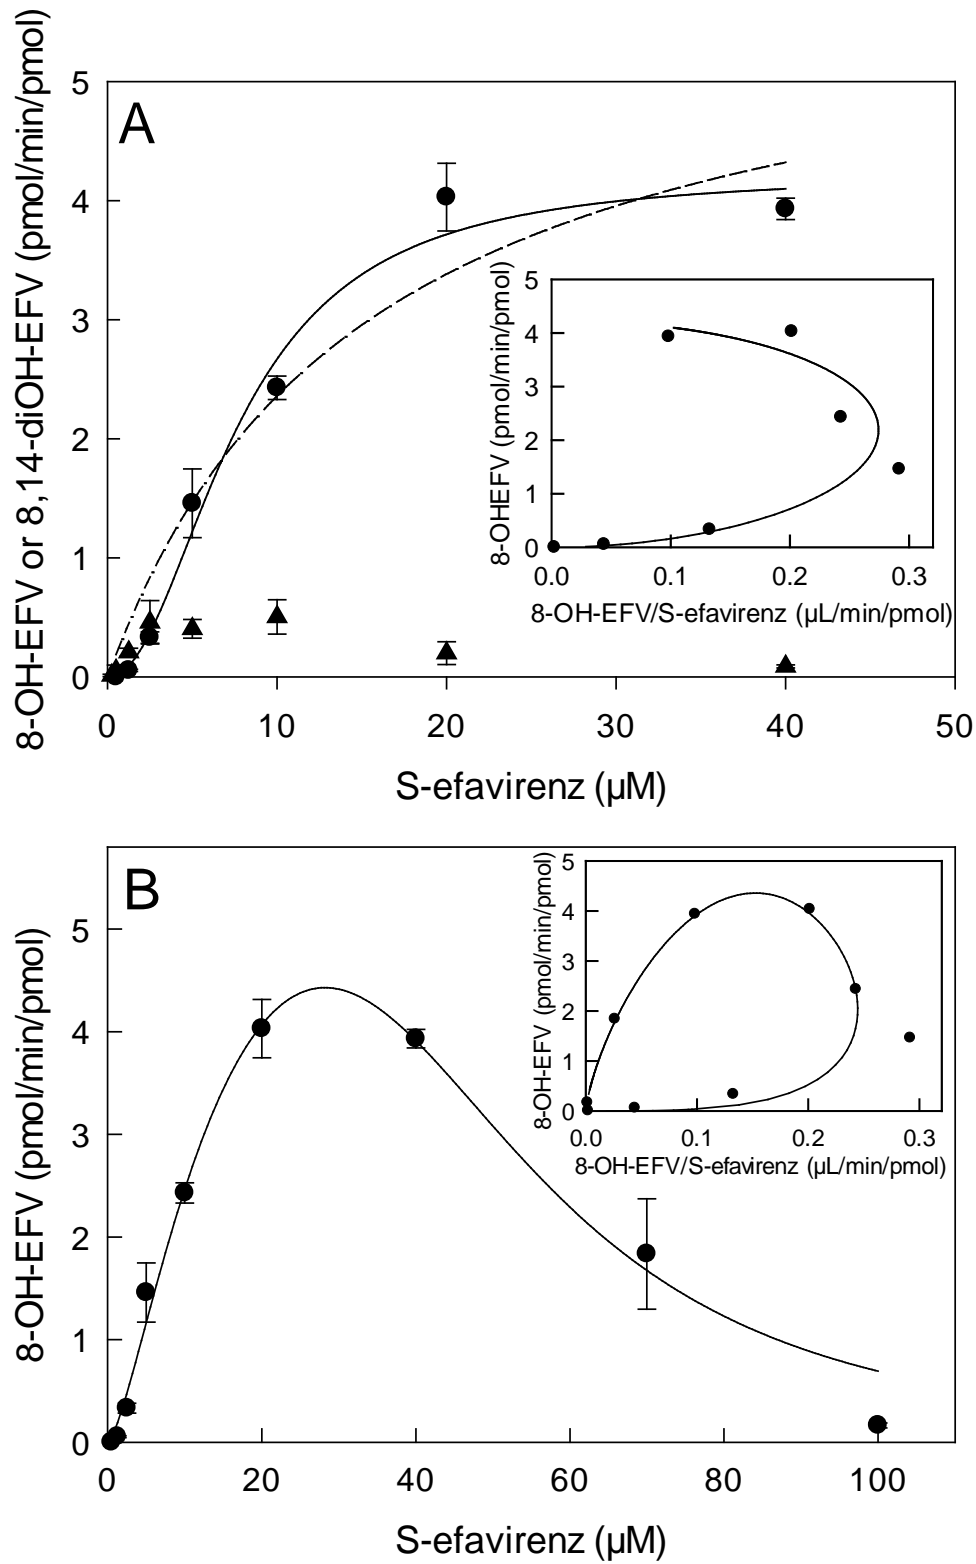 A
8-OH-EFV or 8,14-diOH-EFV (pmol/min/pmol)
5
4
3
2
1
0
0 10 20 30 40 50
S-efavirenz (µM)
8-OHEFV (pmol/min/pmol)
5
4
3
2
1
0
0.0 0.1 0.2 0.3
8-OH-EFV/S-efavirenz (µL/min/pmol)
B
8-OH-EFV (pmol/min/pmol)
5
4
3
2
1
0
0 20 40 60 80 100
S-efavirenz (µM)
8-OH-EFV (pmol/min/pmol)
5
4
3
2
1
0
0.0 0.1 0.2 0.3
8-OH-EFV/S-efavirenz (µL/min/pmol)